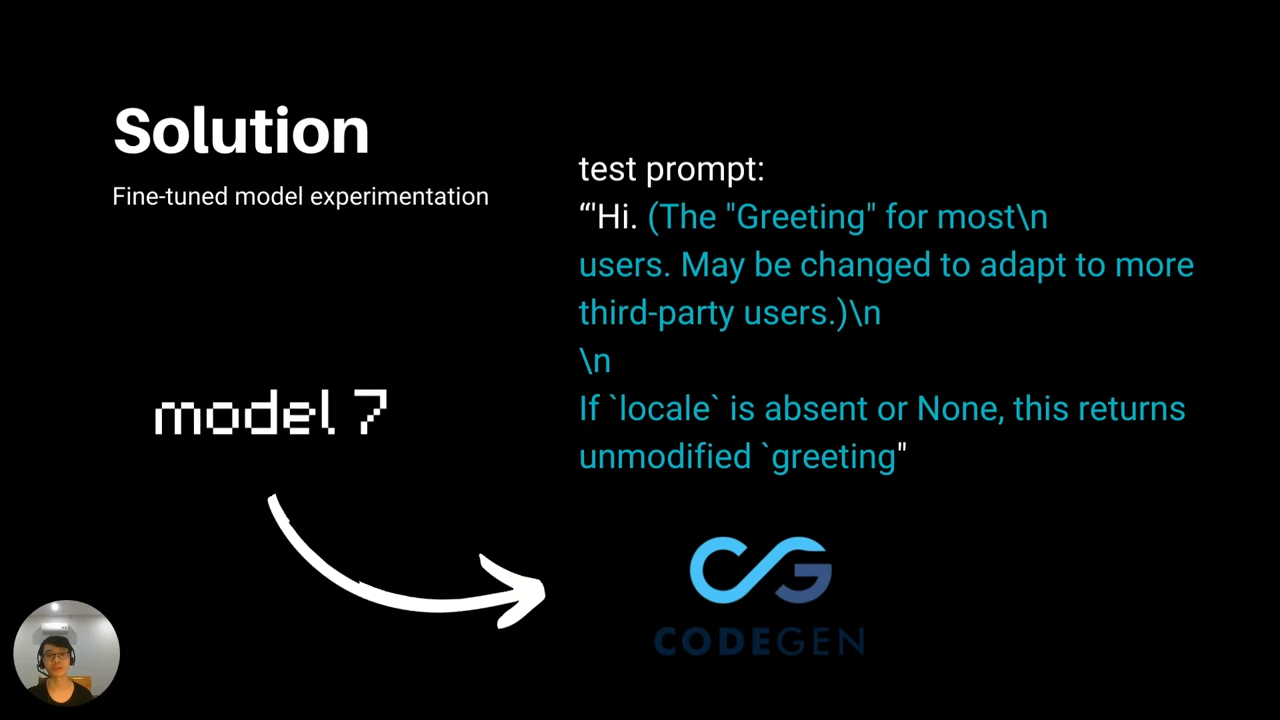 Solution
Fine-tuned model experimentation
test prompt:
“'Hi. (The "Greeting" for most\n
users. May be changed to adapt to more
third-party users.)\n
\n
If `locale` is absent or None, this returns
unmodified `greeting"
model 7
CODEGEN